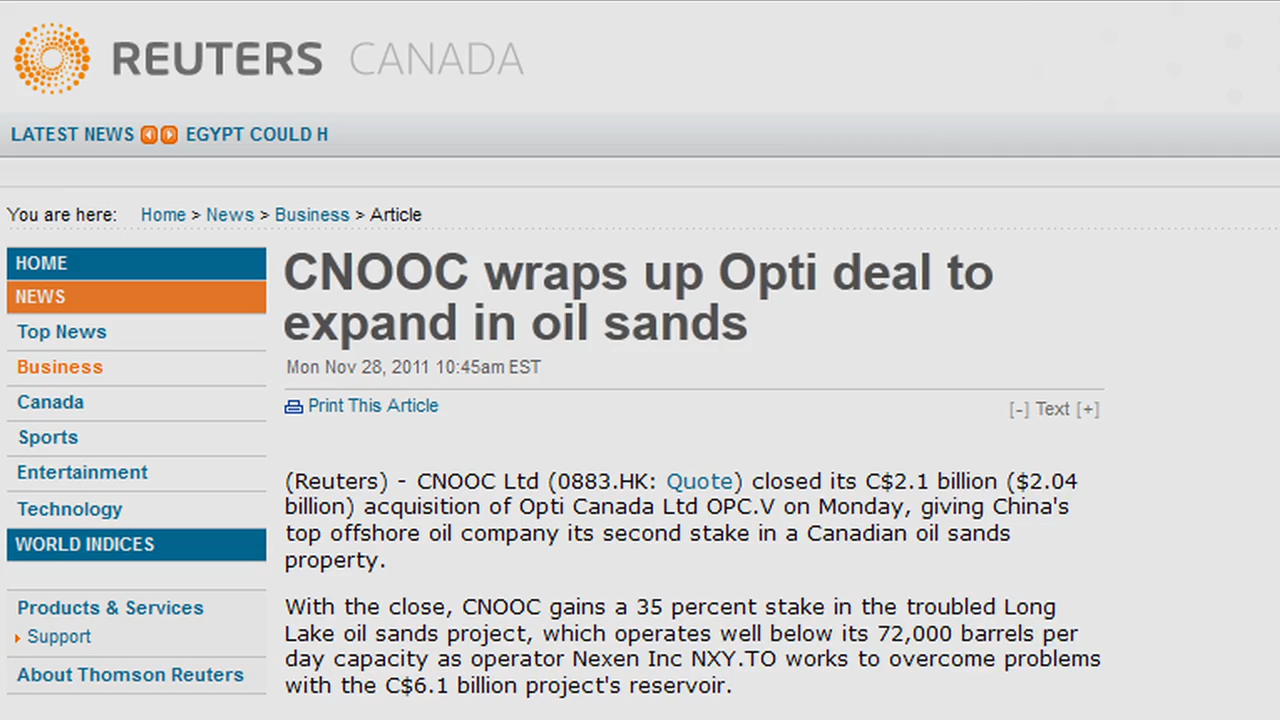 REUTERS CANADA
LATEST NEWS EGYPT COULD H
You are here: Home > News > Business > Article
HOME
NEWS
Top News
Business
Canada
Sports
Entertainment
Technology
WORLD INDICES
Products & Services
Support
About Thomson Reuters
CNOOC wraps up Opti deal to
expand in oil sands
Mon Nov 28, 2011 10:45am EST
Print This Article
[-] Text [+]
(Reuters) - CNOOC Ltd (0883.HK: Quote) closed its C$2.1 billion ($2.04
billion) acquisition of Opti Canada Ltd OPC.V on Monday, giving China's
top offshore oil company its second stake in a Canadian oil sands
property.
With the close, CNOOC gains a 35 percent stake in the troubled Long
Lake oil sands project, which operates well below its 72,000 barrels per
day capacity as operator Nexen Inc NXY.TO works to overcome problems
with the C$6.1 billion project's reservoir.